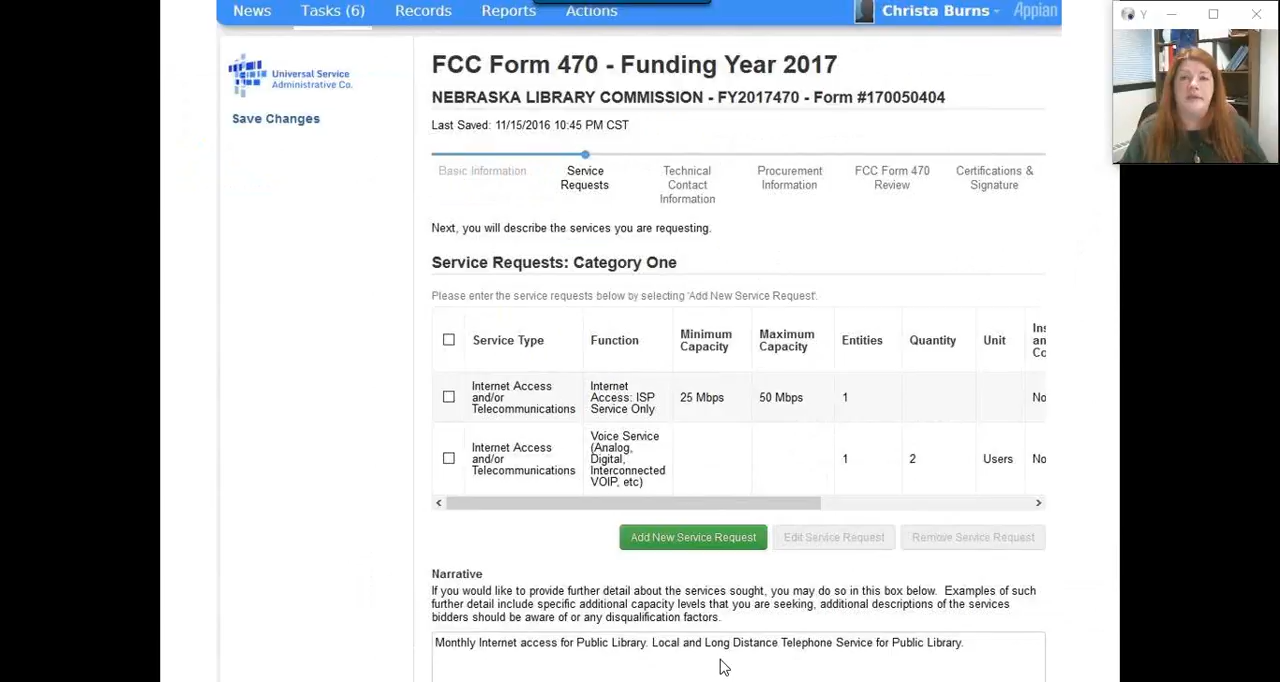 News Tasks (6) Records Reports Actions Christa Burns Appian
Y
Universal Service
Administrative Co.
Save Changes
FCC Form 470 - Funding Year 2017
NEBRASKA LIBRARY COMMISSION - FY2017470 - Form #170050404
Last Saved: 11/15/2016 10:45 PM CST
Basic Information
Service
Requests
Technical
Contact
Information
Procurement
Information
FCC Form 470
Review
Certifications &
Signature
Next, you will describe the services you are requesting.
Service Requests: Category One
Please enter the service requests below by selecting 'Add New Service Request'.
Service Type
Function
Minimum
Capacity
Maximum
Capacity
Entities
Quantity
Unit
Ins
an
Co
Internet Access
and/or
Telecommunications
Internet
Access: ISP
Service Only
25 Mbps
50 Mbps
1
No
Internet Access
and/or
Telecommunications
Voice Service
(Analog,
Digital,
Interconnected
VOIP, etc)
1
2
Users
No
Add New Service Request Edit Service Request Remove Service Request
Narrative
If you would like to provide further detail about the services sought, you may do so in this box below. Examples of such
further detail include specific additional capacity levels that you are seeking, additional descriptions of the services
bidders should be aware of or any disqualification factors.
Monthly Internet access for Public Library. Local and Long Distance Telephone Service for Public Library.